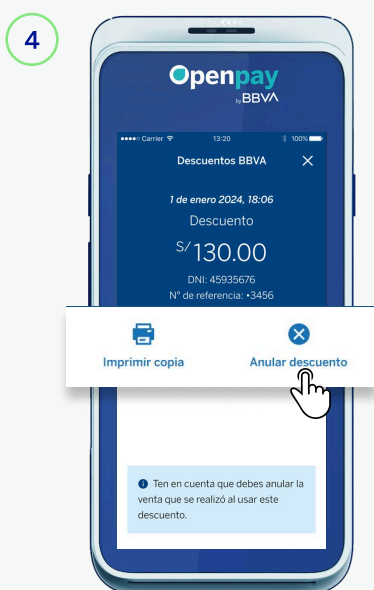 4
Openpay
by BBVA
Carrier 13:20 100%
Descuentos BBVA
1 de enero 2024, 18:06
Descuento
S/130.00
DNI: 45935676
N° de referencia: •3456
Imprimir copia Anular descuento
Ten en cuenta que debes anular la
venta que se realizó al usar este
descuento.